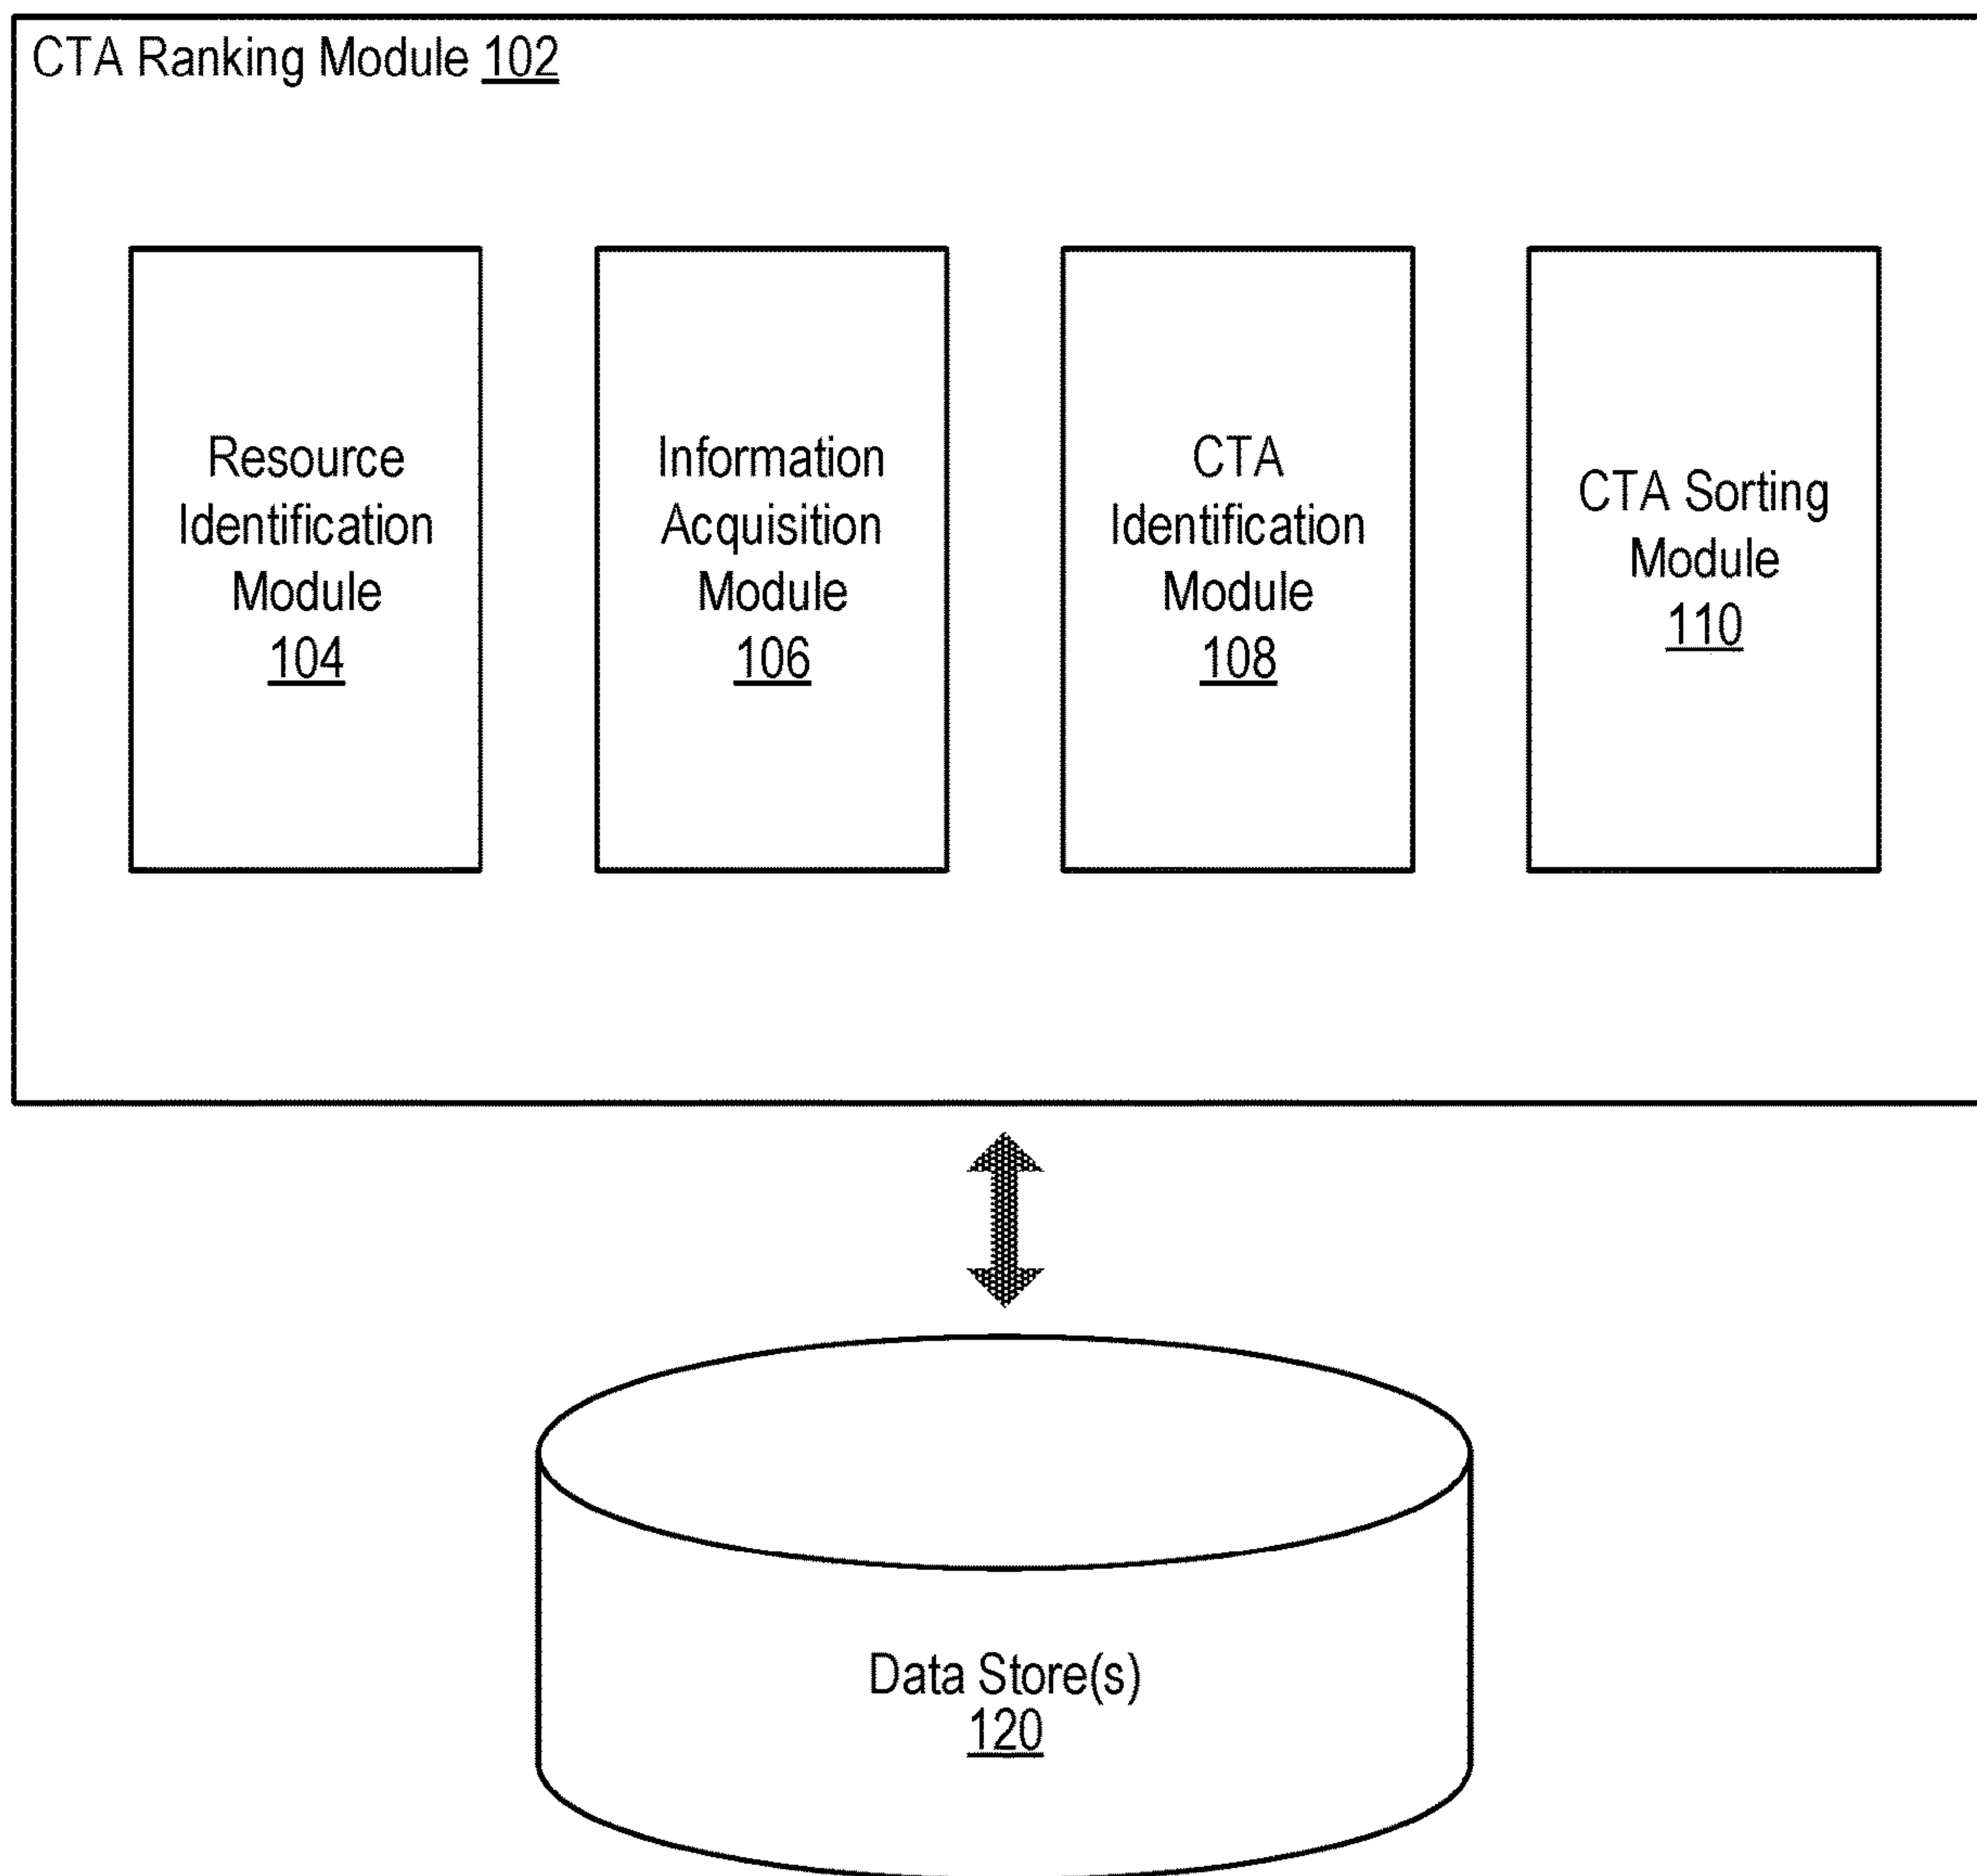 CTA Ranking Module 102
Resource
Identification
Module
104
Information
Acquisition
Module
106
CTA
Identification
Module
108
CTA Sorting
Module
110
Data Store(s)
120